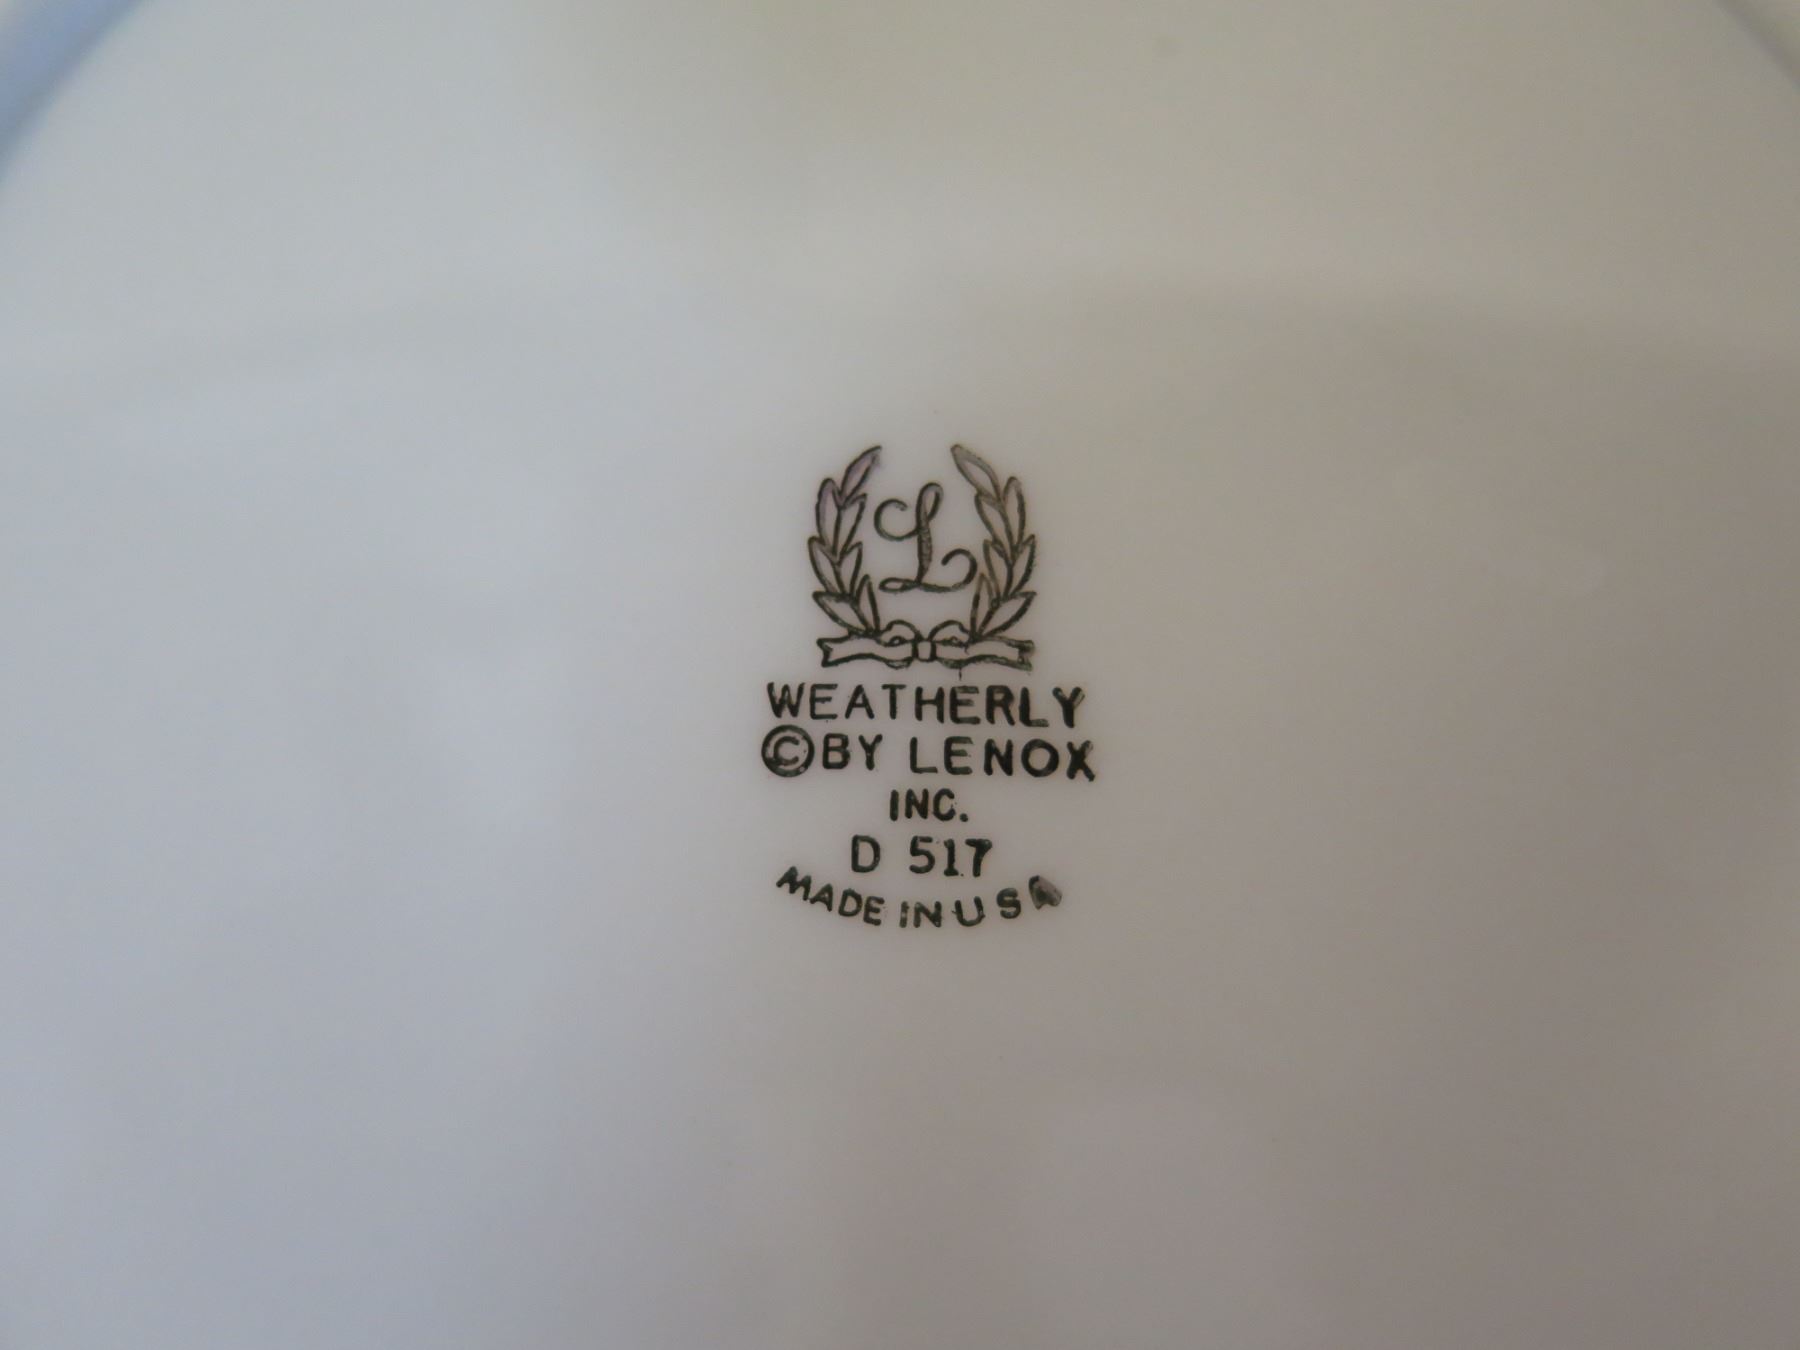 L
WEATHERLY
©BY LENOX
INC.
D 517
MADE IN USA